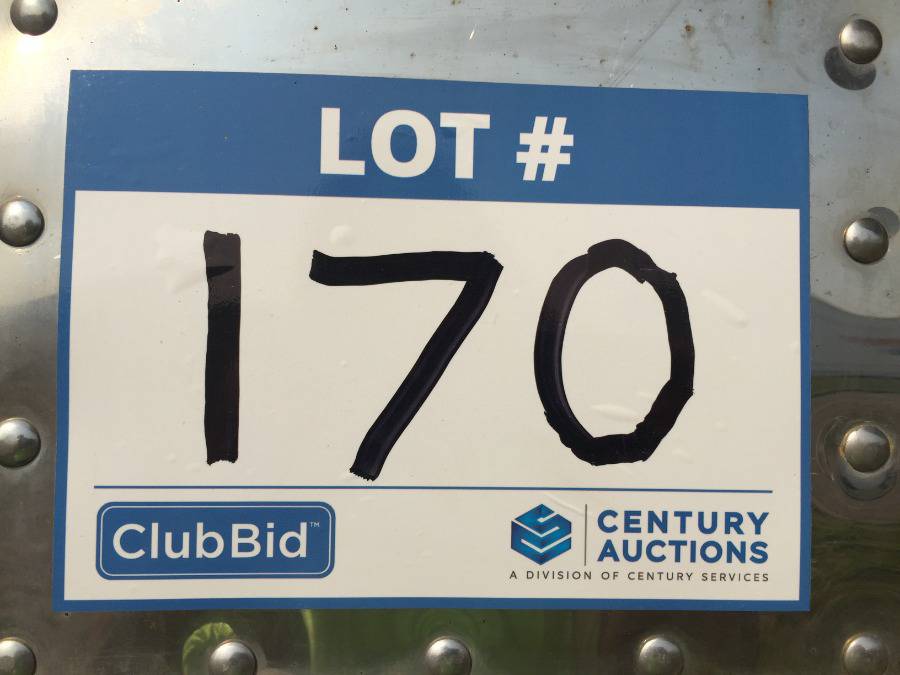 LOT #
170
ClubBid™
CENTURY
AUCTIONS
A DIVISION OF CENTURY SERVICES